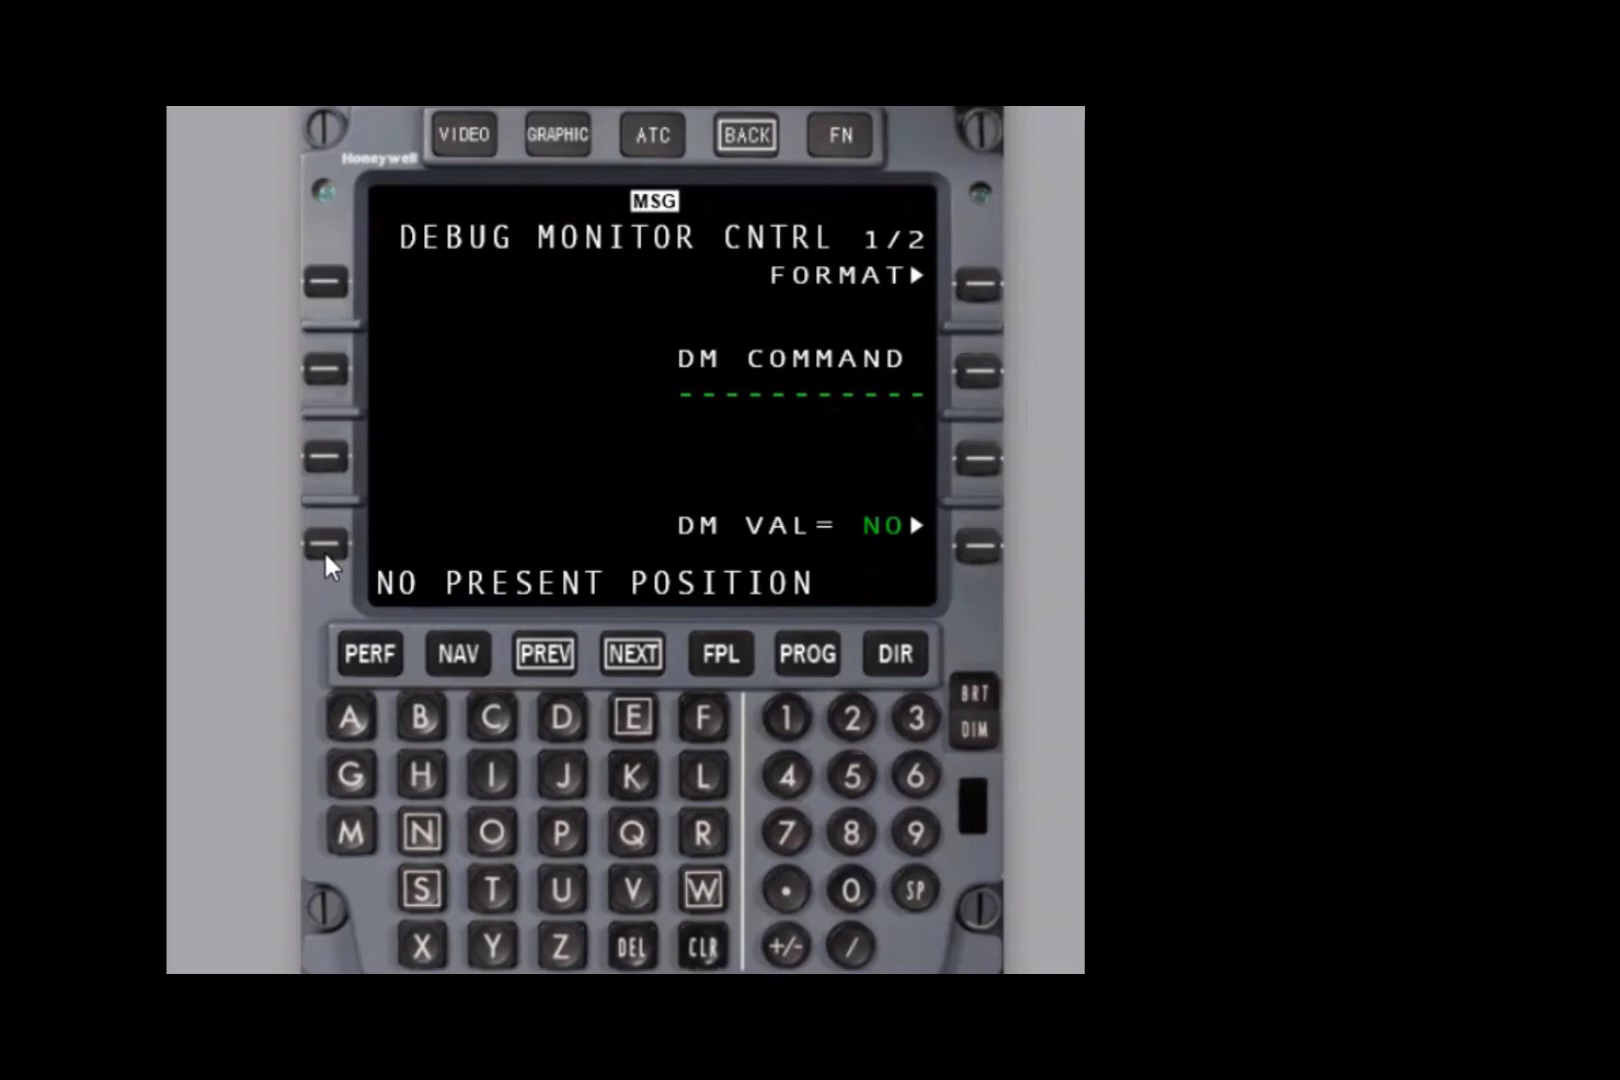 VIDEO GRAPHIC ATC BACK FN
Honeywell
MSG
DEBUG MONITOR CNTRL 1/2
FORMAT
DM COMMAND
-----------
DM VAL= NO
NO PRESENT POSITION
PERF NAV PREV NEXT FPL PROG DIR
BRT
DIM
A B C D E F 1 2 3
G H I J K L 4 5 6
M N O P Q R 7 8 9
S T U V W • 0 SP
X Y Z DEL CLR +/- /